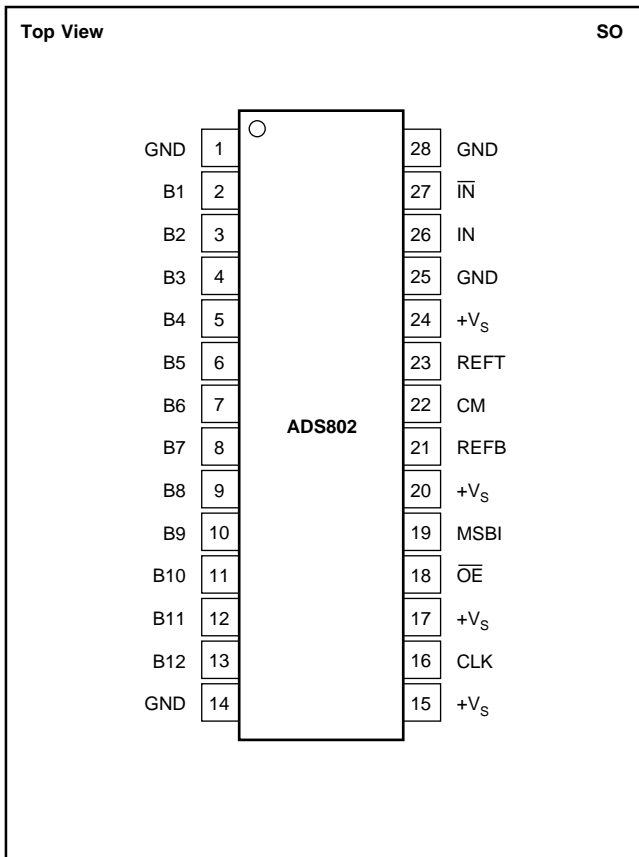 Top View SO
GND 1 28 GND
B1 2 27 I̅N̅
B2 3 26 IN
B3 4 25 GND
B4 5 24 +VS
B5 6 23 REFT
B6 7 22 CM
ADS802
B7 8 21 REFB
B8 9 20 +VS
B9 10 19 MSBI
B10 11 18 O̅E̅
B11 12 17 +VS
B12 13 16 CLK
GND 14 15 +VS